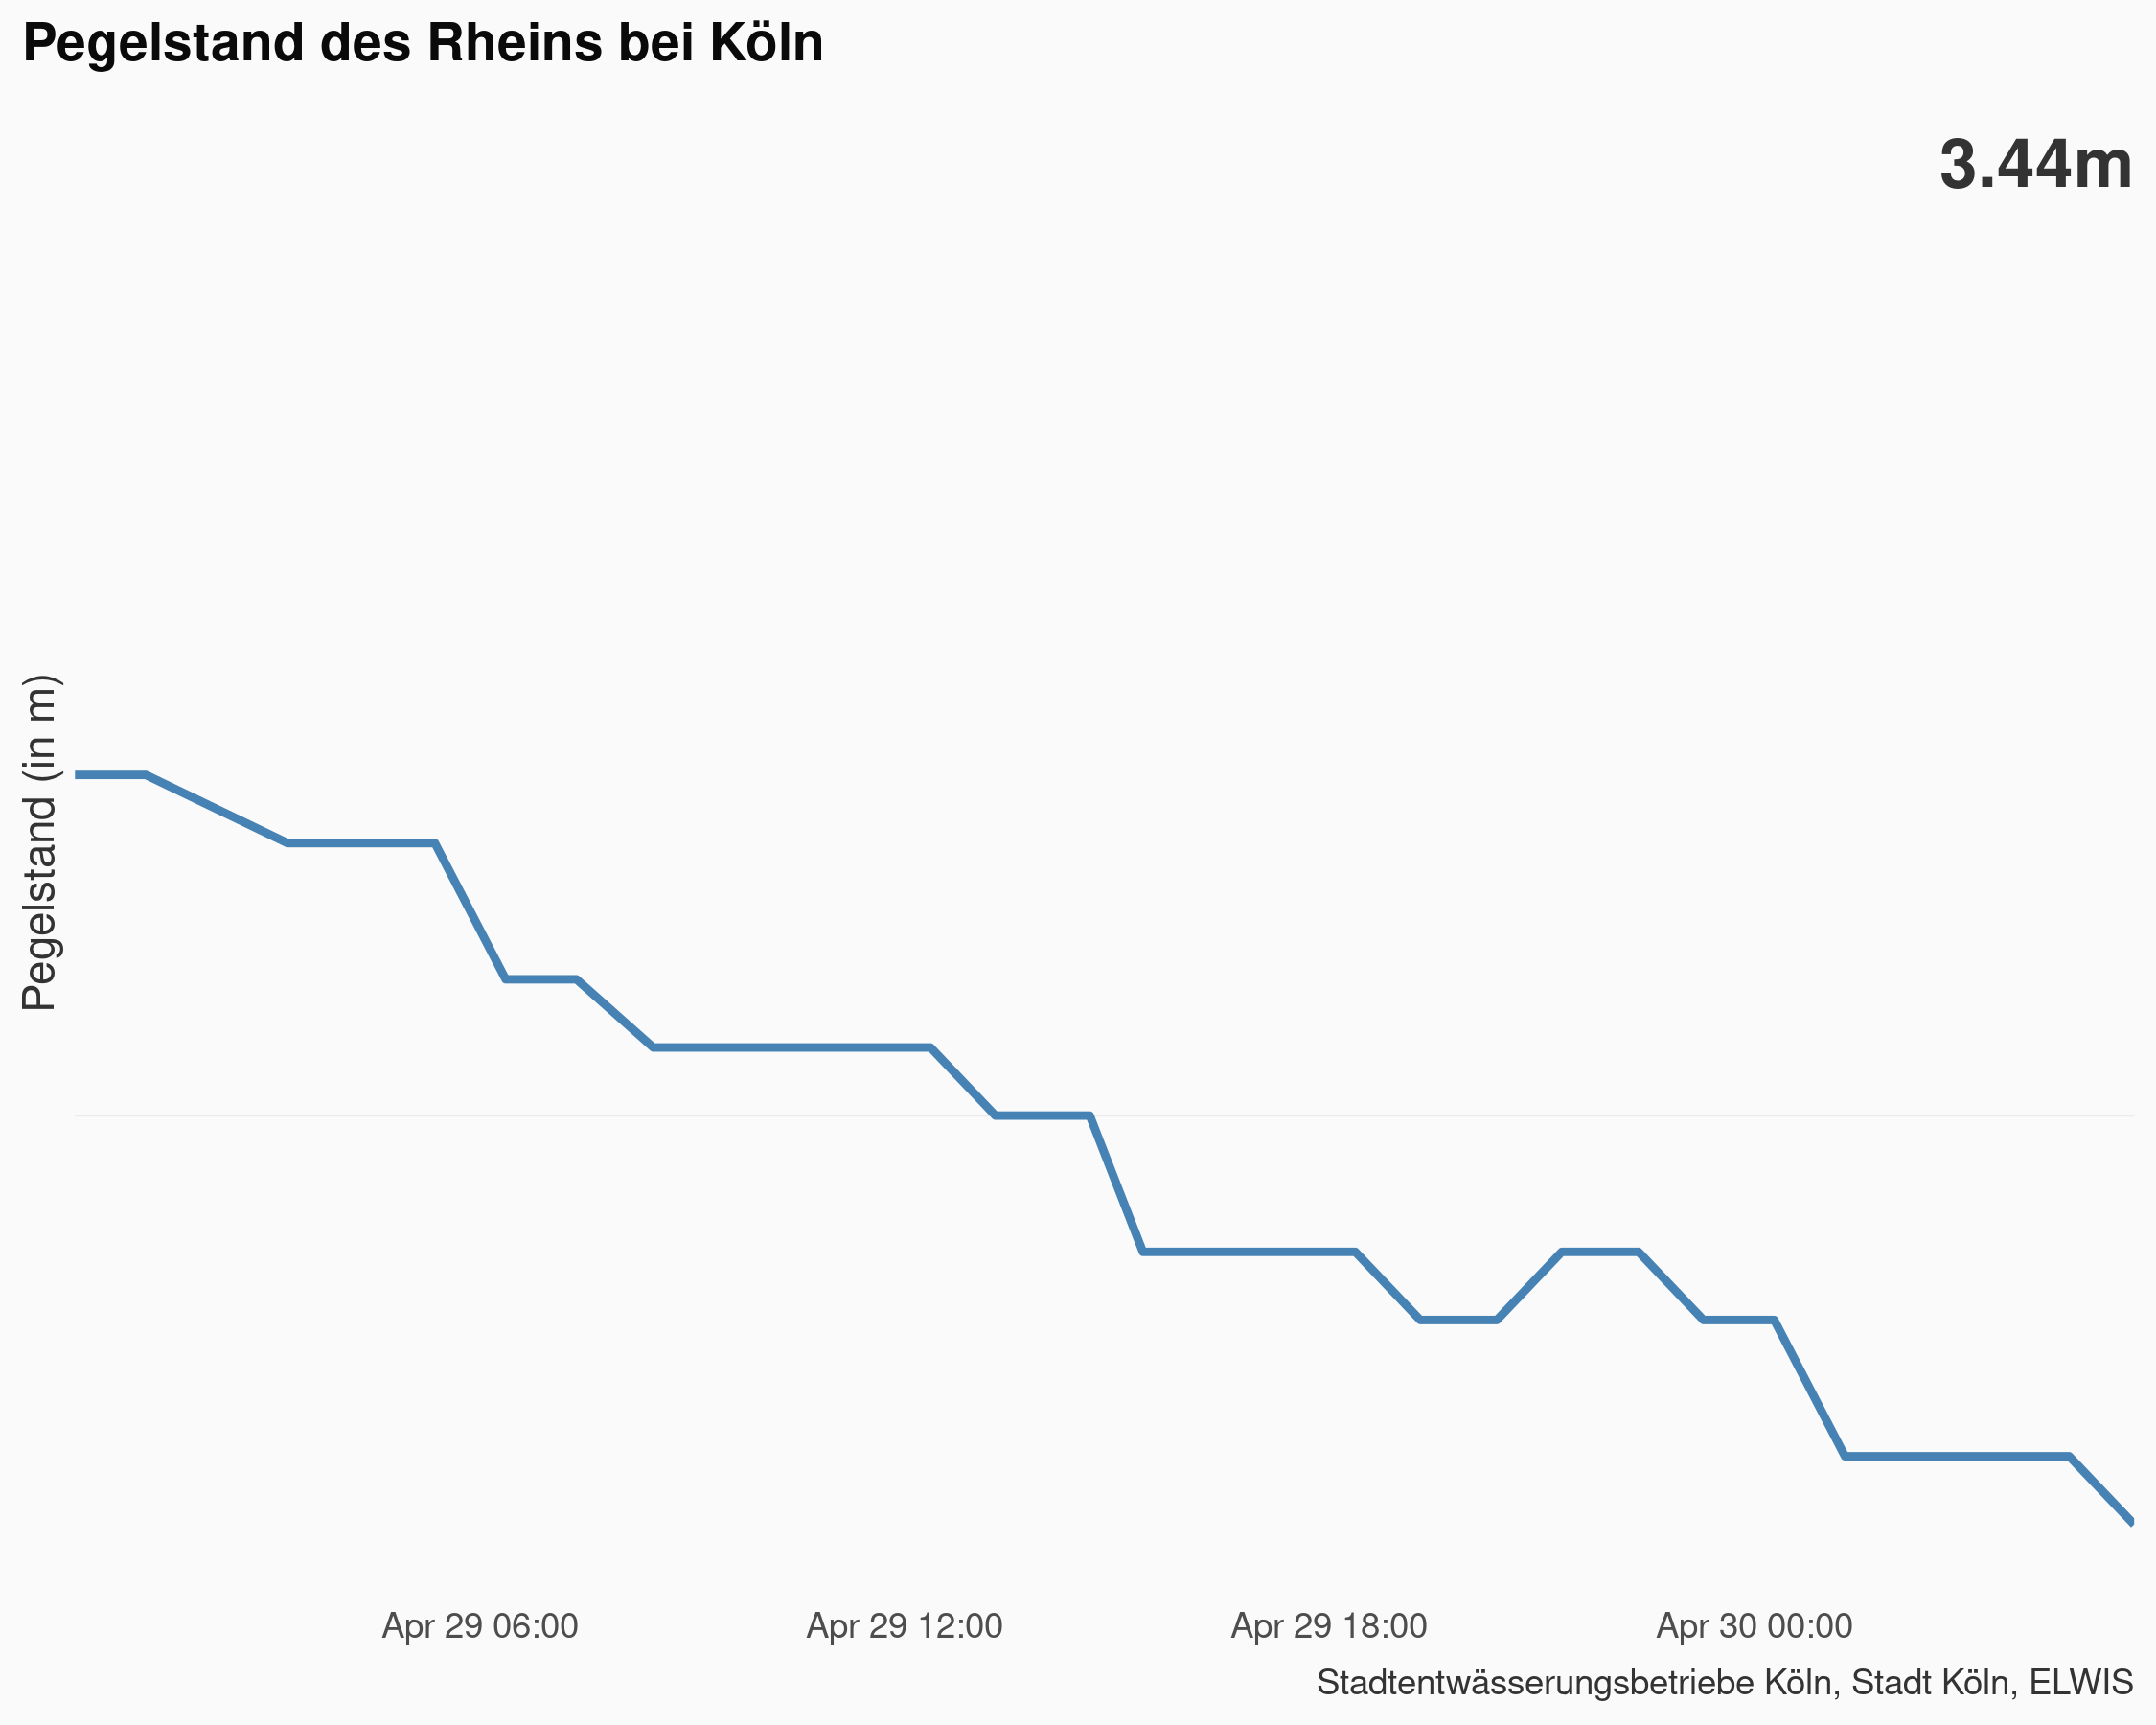 Pegelstand des Rheins bei Köln
3.44m
Pegelstand (in m)
Apr 29 06:00
Apr 29 12:00
Apr 29 18:00
Apr 30 00:00
Stadtentwässerungsbetriebe Köln, Stadt Köln, ELWIS